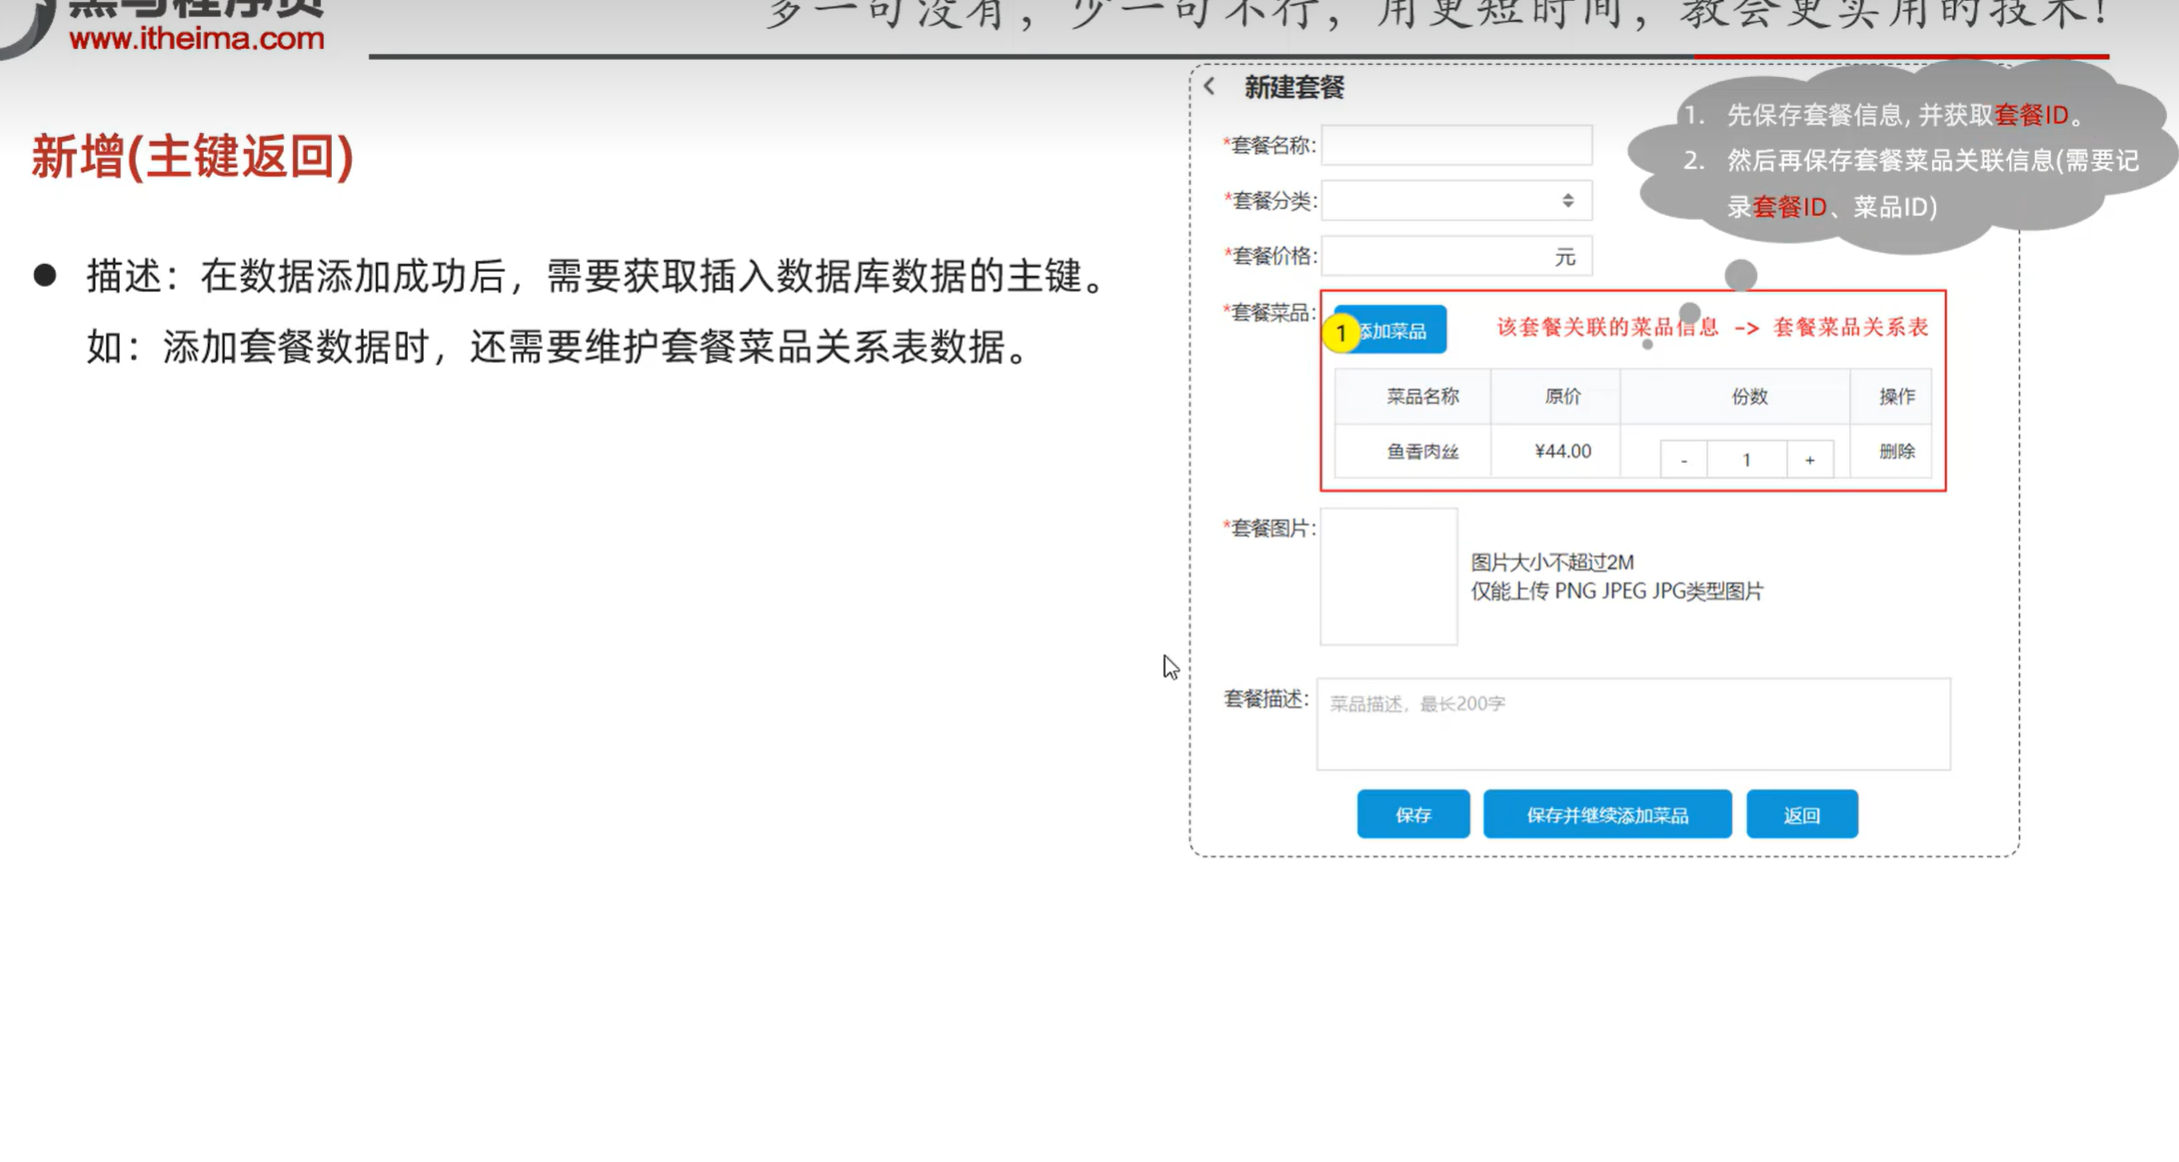 黑马程序员
www.itheima.com
多一句没有，少一句不行，用更短时间，教会更实用的技术！
新增(主键返回)
● 描述：在数据添加成功后，需要获取插入数据库数据的主键。
如：添加套餐数据时，还需要维护套餐菜品关系表数据。
新建套餐
1. 先保存套餐信息, 并获取套餐ID。
2. 然后再保存套餐菜品关联信息(需要记
录套餐ID、菜品ID)
*套餐名称:
*套餐分类:
*套餐价格: 元
*套餐菜品: 1 添加菜品 该套餐关联的菜品信息 -> 套餐菜品关系表
菜品名称 原价 份数 操作
鱼香肉丝 ¥44.00 - 1 + 删除
*套餐图片:
图片大小不超过2M
仅能上传 PNG JPEG JPG类型图片
套餐描述: 菜品描述，最长200字
保存 保存并继续添加菜品 返回